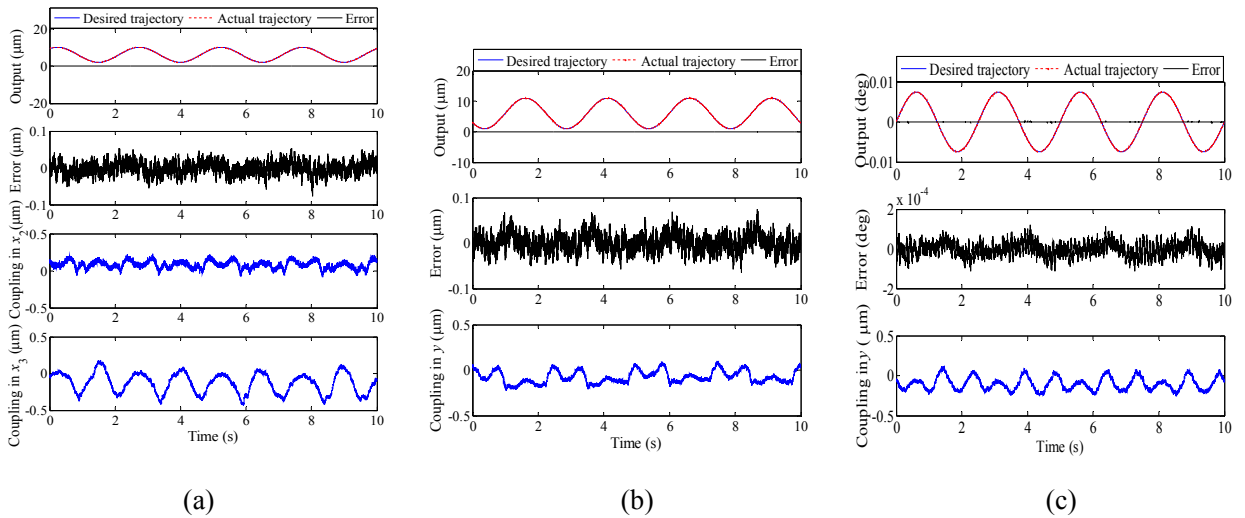 Desired trajectory Actual trajectory Error
Output (μm)
20
0
-20
0 2 4 6 8 10
Error (μm)
0.1
0
-0.1
0 2 4 6 8 10
Coupling in x2 (μm)
0.5
0
-0.5
0 2 4 6 8 10
Coupling in x3 (μm)
0.5
0
-0.5
0 2 4 6 8 10
Time (s)
(a)
Desired trajectory Actual trajectory Error
Output (μm)
20
10
0
-10
0 2 4 6 8 10
Error (μm)
0.1
0
-0.1
0 2 4 6 8 10
Coupling in y (μm)
0.5
0
-0.5
0 2 4 6 8 10
Time (s)
(b)
Desired trajectory Actual trajectory Error
Output (deg)
0.01
0
-0.01
0 2 4 6 8 10
x 10-4
Error (deg)
2
0
-2
0 2 4 6 8 10
Coupling in y (μm)
0.5
0
-0.5
0 2 4 6 8 10
Time (s)
(c)